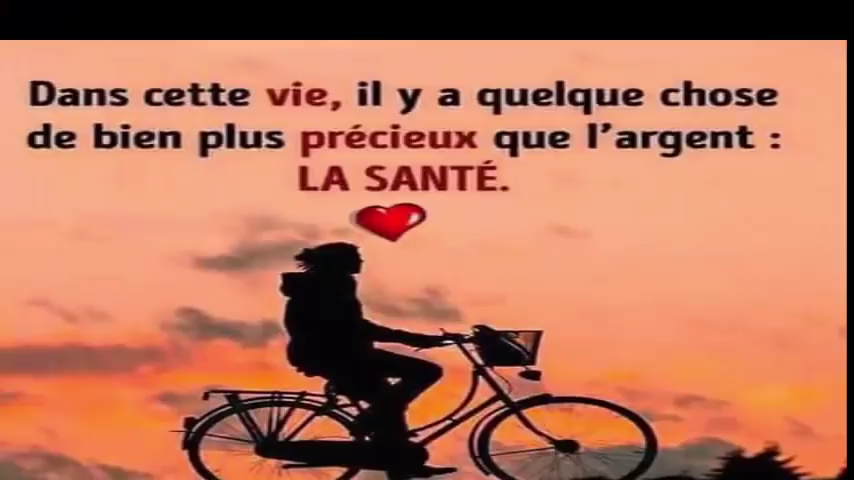 Dans cette vie, il y a quelque chose
de bien plus précieux que l'argent :
LA SANTÉ.